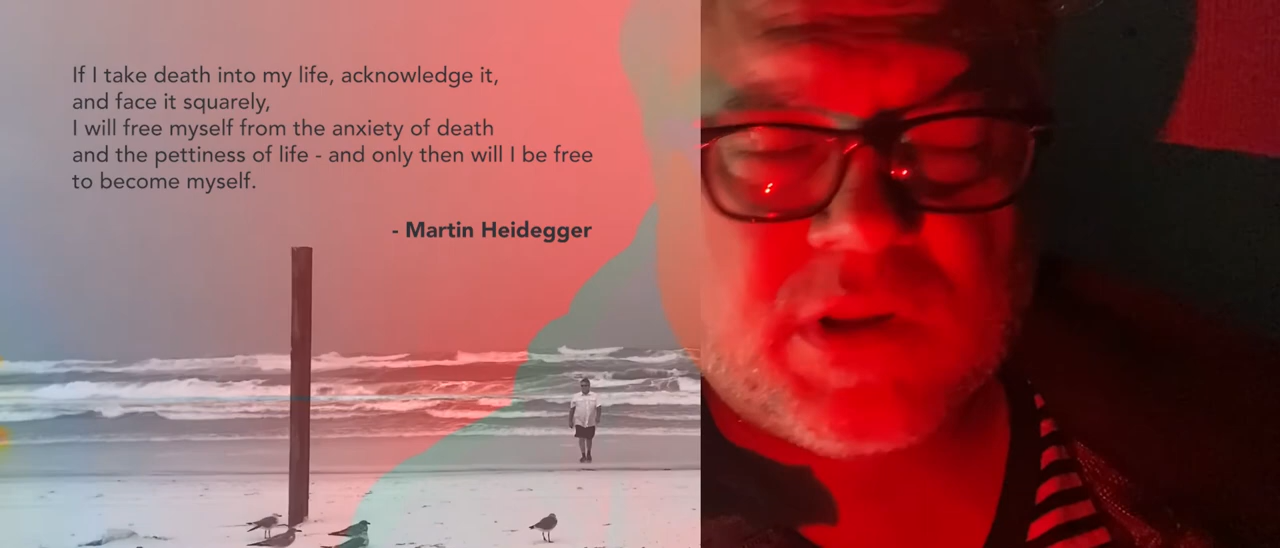 If I take death into my life, acknowledge it,
and face it squarely,
I will free myself from the anxiety of death
and the pettiness of life - and only then will I be free
to become myself.
- Martin Heidegger